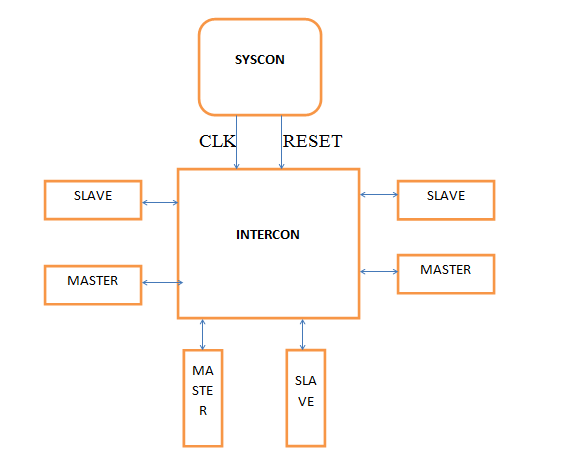 SYSCON
CLK RESET
SLAVE
SLAVE
INTERCON
MASTER
MASTER
MA
STE
R
SLA
VE